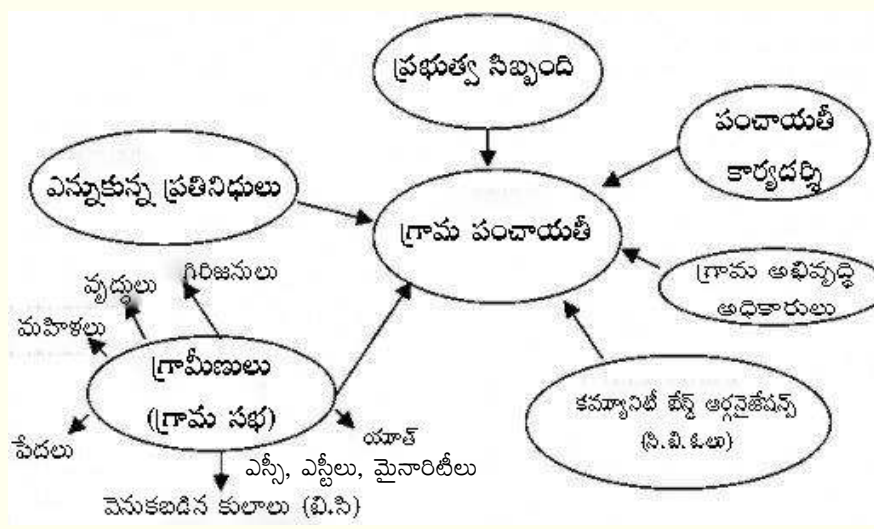 ప్రభుత్వ సిబ్బంది
పంచాయతీ
కార్యదర్శి
ఎన్నుకున్న ప్రతినిధులు
గ్రామ పంచాయతీ
గ్రామ అభివృద్ధి
అధికారులు
గిరిజనులు
వృద్ధులు
మహిళలు
గ్రామీణులు
(గ్రామ సభ)
కమ్యూనిటీ బేస్డ్ ఆర్గనైజేషన్స్
(సి.బి.ఓలు)
పేదలు
యూత్
ఎస్సీ, ఎస్టీలు, మైనారిటీలు
వెనుకబడిన కులాలు (బి.సి)